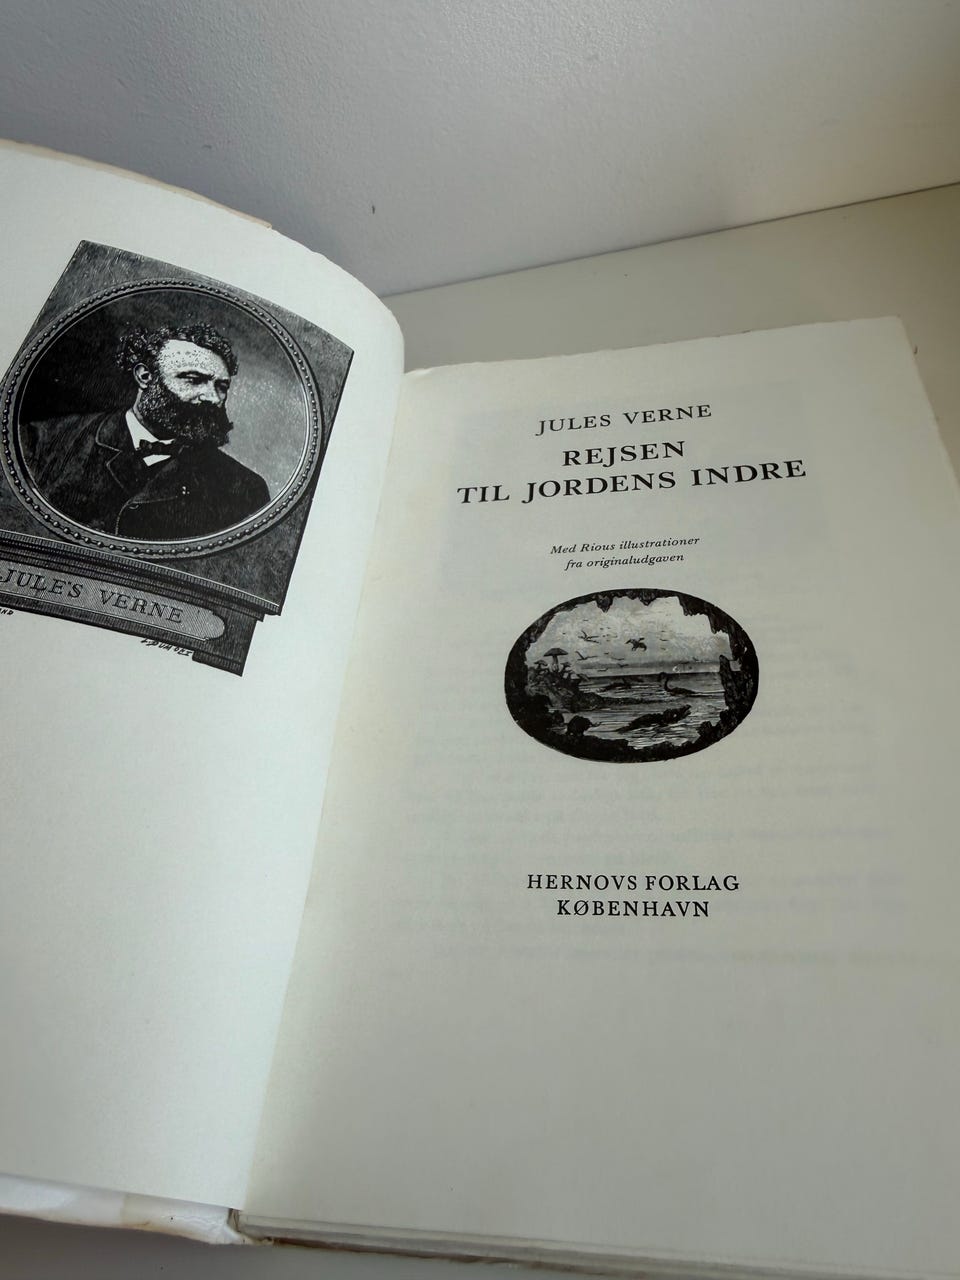 JULES VERNE
JULES VERNE
REJSEN
TIL JORDENS INDRE
Med Rious illustrationer
fra originaludgaven
HERNOVS FORLAG
KØBENHAVN